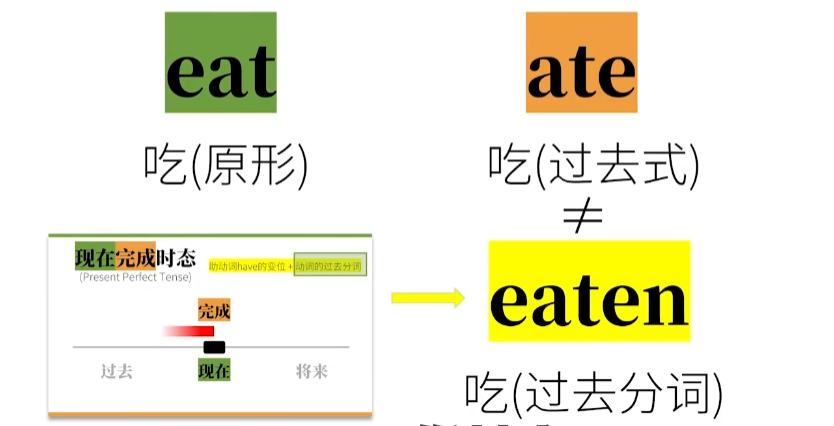 eat
ate
吃(原形)
吃(过去式)
≠
现在完成时态
(Present Perfect Tense)
助动词have的变位 + 动词的过去分词
完成
过去
现在
将来
eaten
吃(过去分词)